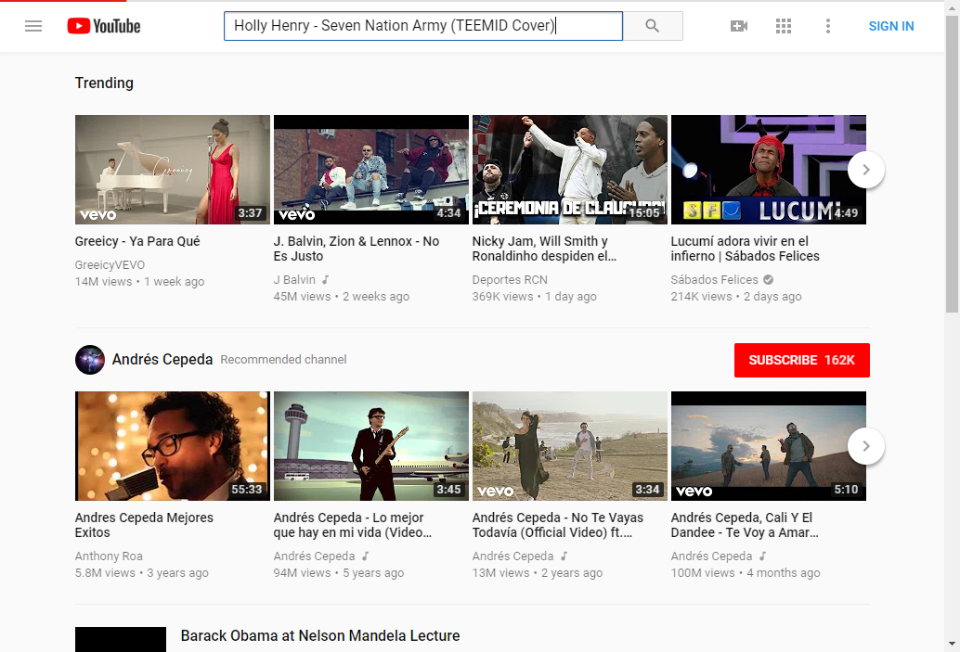 YouTube
Holly Henry - Seven Nation Army (TEEMID Cover)
SIGN IN
Trending
Greeicy
vevo
3:37
vevo
4:34
¡CEREMONIA DE CLAUSURA!
15:05
LUCUMÍ
4:49
Greeicy - Ya Para Qué
GreeicyVEVO
14M views • 1 week ago
J. Balvin, Zion & Lennox - No
Es Justo
J Balvin
45M views • 2 weeks ago
Nicky Jam, Will Smith y
Ronaldinho despiden el...
Deportes RCN
369K views • 1 day ago
Lucumí adora vivir en el
infierno | Sábados Felices
Sábados Felices
214K views • 2 days ago
Andrés Cepeda Recommended channel
SUBSCRIBE 162K
55:33
3:45
vevo
3:34
vevo
5:10
Andres Cepeda Mejores
Exitos
Anthony Roa
5.8M views • 3 years ago
Andrés Cepeda - Lo mejor
que hay en mi vida (Video...
Andrés Cepeda
94M views • 5 years ago
Andrés Cepeda - No Te Vayas
Todavía (Official Video) ft....
Andrés Cepeda
13M views • 2 years ago
Andrés Cepeda, Cali Y El
Dandee - Te Voy a Amar...
Andrés Cepeda
100M views • 4 months ago
Barack Obama at Nelson Mandela Lecture